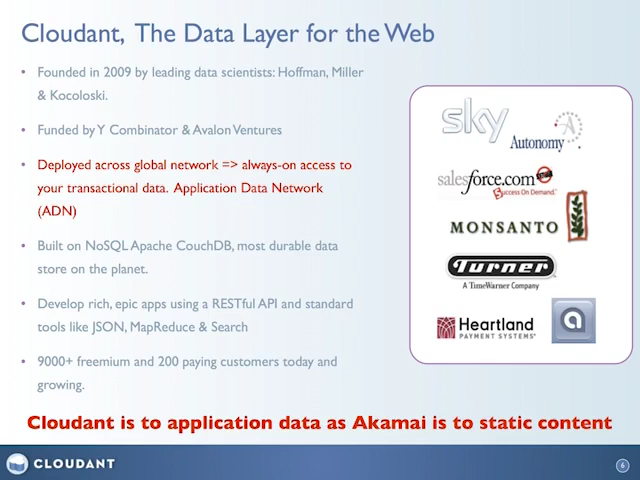 Cloudant, The Data Layer for the Web
• Founded in 2009 by leading data scientists: Hoffman, Miller
& Kocoloski.
• Funded by Y Combinator & Avalon Ventures
• Deployed across global network => always-on access to
your transactional data. Application Data Network
(ADN)
• Built on NoSQL Apache CouchDB, most durable data
store on the planet.
• Develop rich, epic apps using a RESTful API and standard
tools like JSON, MapReduce & Search
• 9000+ freemium and 200 paying customers today and
growing.
sky
Autonomy
salesforce.com
Success On Demand.
MONSANTO
Turner
A TimeWarner Company
Heartland
PAYMENT SYSTEMS
a
Cloudant is to application data as Akamai is to static content
CLOUDANT
6